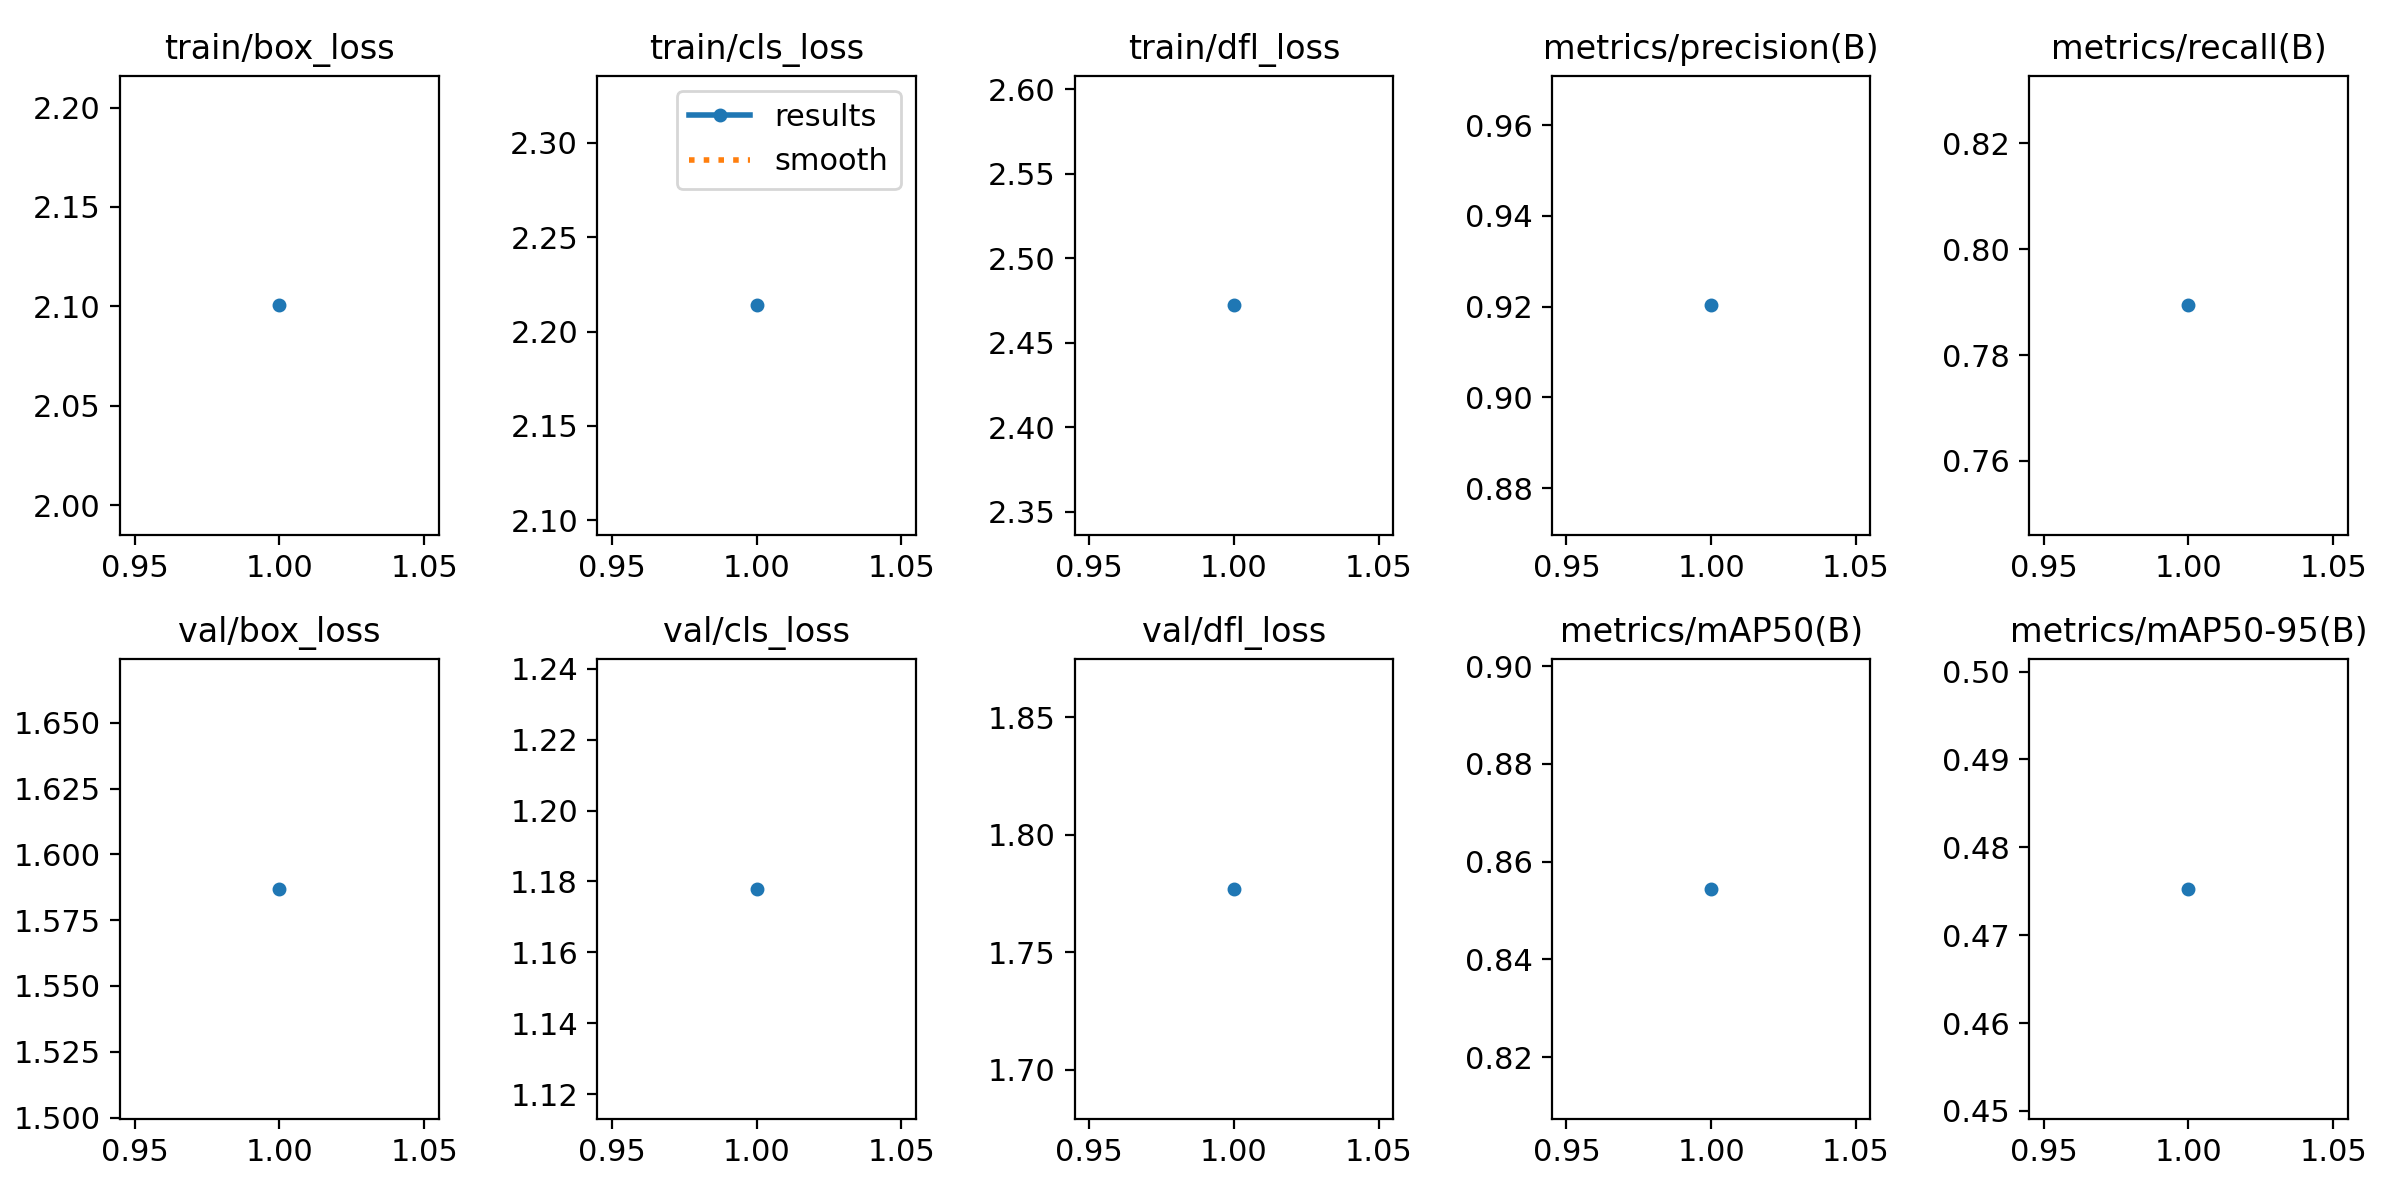 train/box_loss
2.20
2.15
2.10
2.05
2.00
0.95 1.00 1.05
train/cls_loss
results
smooth
2.30
2.25
2.20
2.15
2.10
0.95 1.00 1.05
train/dfl_loss
2.60
2.55
2.50
2.45
2.40
2.35
0.95 1.00 1.05
metrics/precision(B)
0.96
0.94
0.92
0.90
0.88
0.95 1.00 1.05
metrics/recall(B)
0.82
0.80
0.78
0.76
0.95 1.00 1.05
val/box_loss
1.650
1.625
1.600
1.575
1.550
1.525
1.500
0.95 1.00 1.05
val/cls_loss
1.24
1.22
1.20
1.18
1.16
1.14
1.12
0.95 1.00 1.05
val/dfl_loss
1.85
1.80
1.75
1.70
0.95 1.00 1.05
metrics/mAP50(B)
0.90
0.88
0.86
0.84
0.82
0.95 1.00 1.05
metrics/mAP50-95(B)
0.50
0.49
0.48
0.47
0.46
0.45
0.95 1.00 1.05